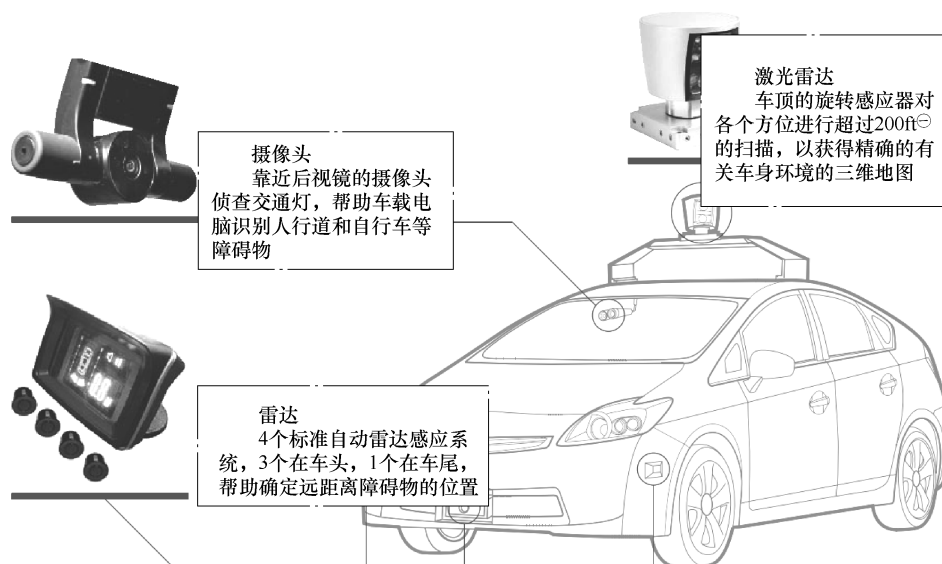 摄像头
靠近后视镜的摄像头
侦查交通灯，帮助车载电
脑识别人行道和自行车等
障碍物
激光雷达
车顶的旋转感应器对
各个方位进行超过200ft㊀
的扫描，以获得精确的有
关车身环境的三维地图
雷达
4个标准自动雷达感应系
统，3个在车头，1个在车尾，
帮助确定远距离障碍物的位置